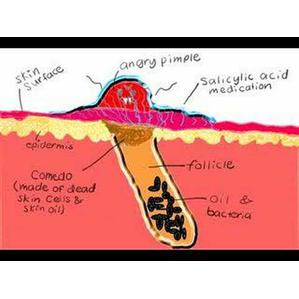 angry pimple
skin
surface
Salicylic acid
medication
epidermis
follicle
Comedo
(made of dead
skin cells &
skin oil)
Oil &
bacteria